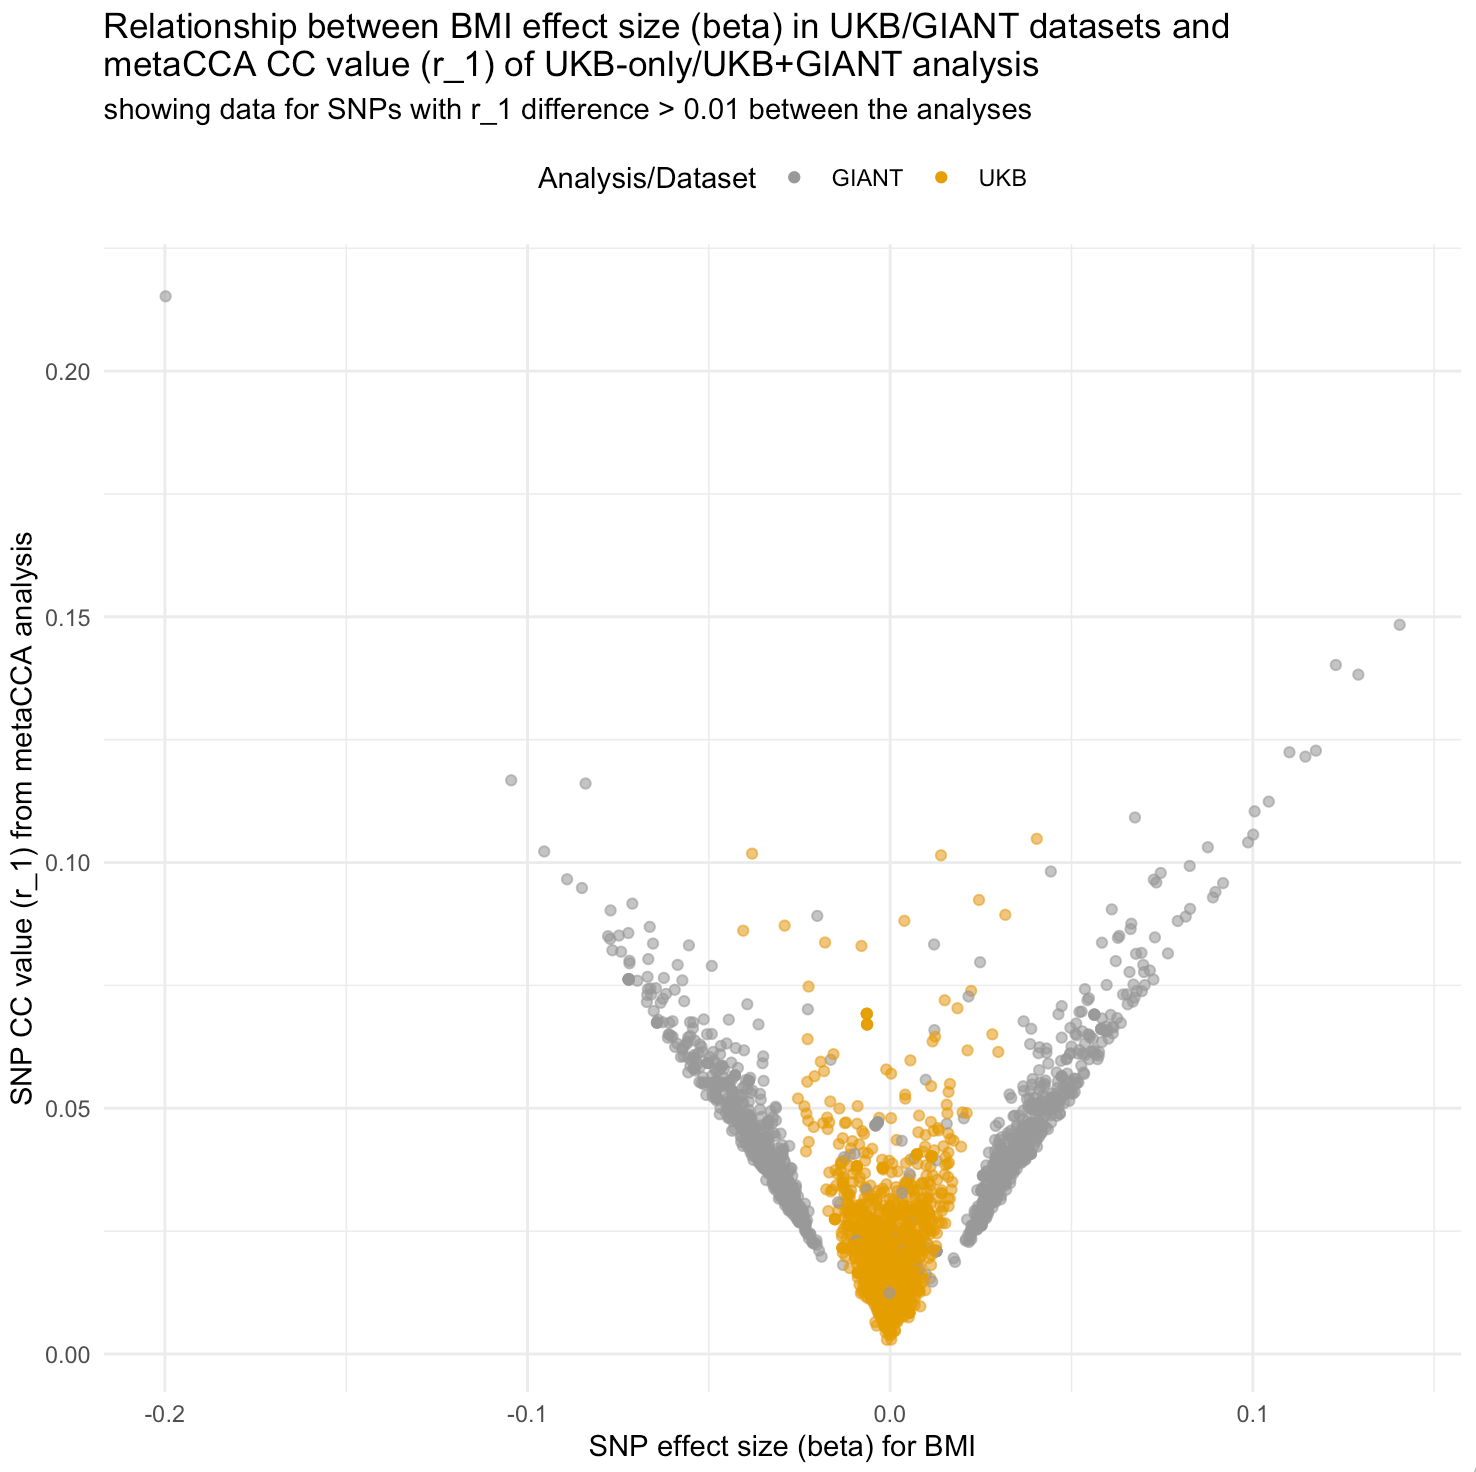 Relationship between BMI effect size (beta) in UKB/GIANT datasets and
metaCCA CC value (r_1) of UKB-only/UKB+GIANT analysis
showing data for SNPs with r_1 difference > 0.01 between the analyses
Analysis/Dataset GIANT UKB
SNP CC value (r_1) from metaCCA analysis
0.20
0.15
0.10
0.05
0.00
-0.2 -0.1 0.0 0.1
SNP effect size (beta) for BMI